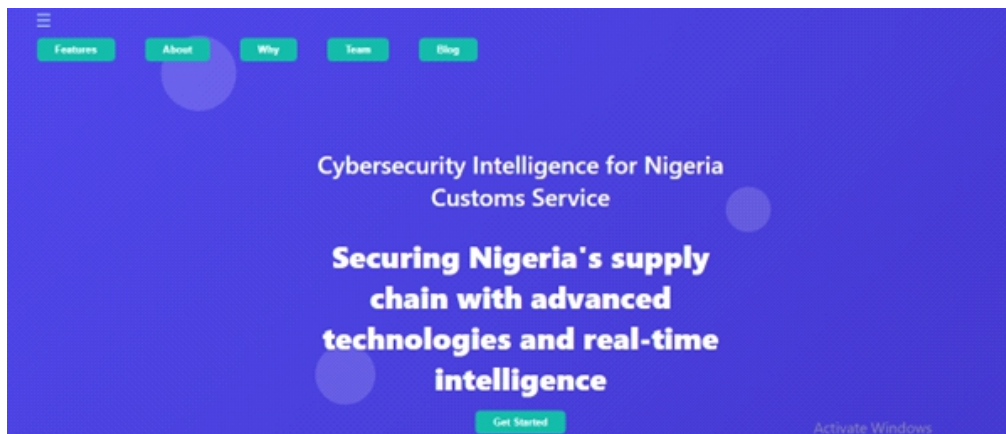 Features About Why Team Blog
Cybersecurity Intelligence for Nigeria
Customs Service
Securing Nigeria's supply
chain with advanced
technologies and real-time
intelligence
Get Started
Activate Windows